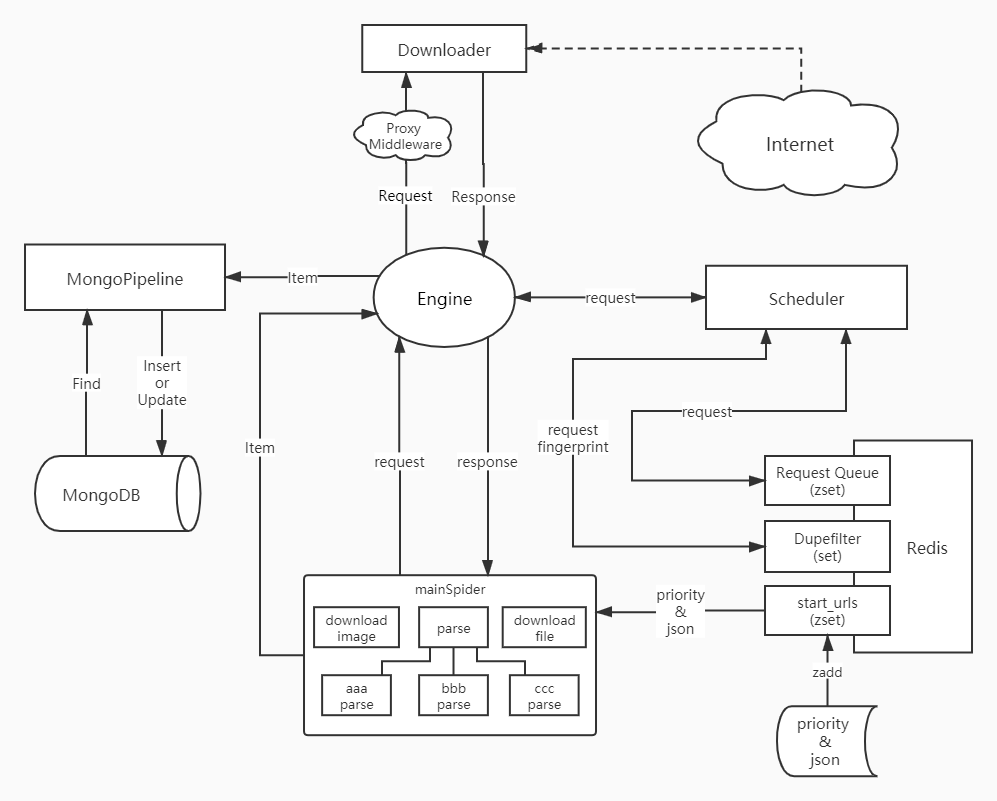 Downloader
Proxy
Middleware
Internet
Request
Response
MongoPipeline
Item
Engine
request
Scheduler
Find
Insert
or
Update
request
fingerprint
request
Item
request
response
MongoDB
Request Queue
(zset)
Dupefilter
(set)
Redis
start_urls
(zset)
priority
&
json
mainSpider
download
image
parse
download
file
aaa
parse
bbb
parse
ccc
parse
zadd
priority
&
json